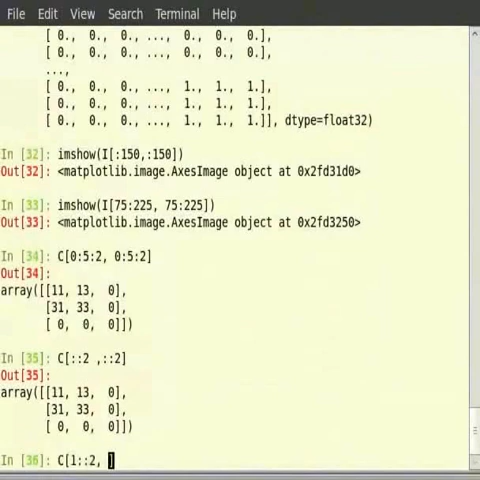 File Edit View Search Terminal Help
[ 0., 0., 0., ..., 0., 0., 0.],
[ 0., 0., 0., ..., 0., 0., 0.],
...,
[ 0., 0., 0., ..., 1., 1., 1.],
[ 0., 0., 0., ..., 1., 1., 1.],
[ 0., 0., 0., ..., 1., 1., 1.]], dtype=float32)
In [32]: imshow(I[:150,:150])
Out[32]: <matplotlib.image.AxesImage object at 0x2fd31d0>
In [33]: imshow(I[75:225, 75:225])
Out[33]: <matplotlib.image.AxesImage object at 0x2fd3250>
In [34]: C[0:5:2, 0:5:2]
Out[34]:
array([[11, 13, 0],
[31, 33, 0],
[ 0, 0, 0]])
In [35]: C[::2 ,::2]
Out[35]:
array([[11, 13, 0],
[31, 33, 0],
[ 0, 0, 0]])
In [36]: C[1::2, ]